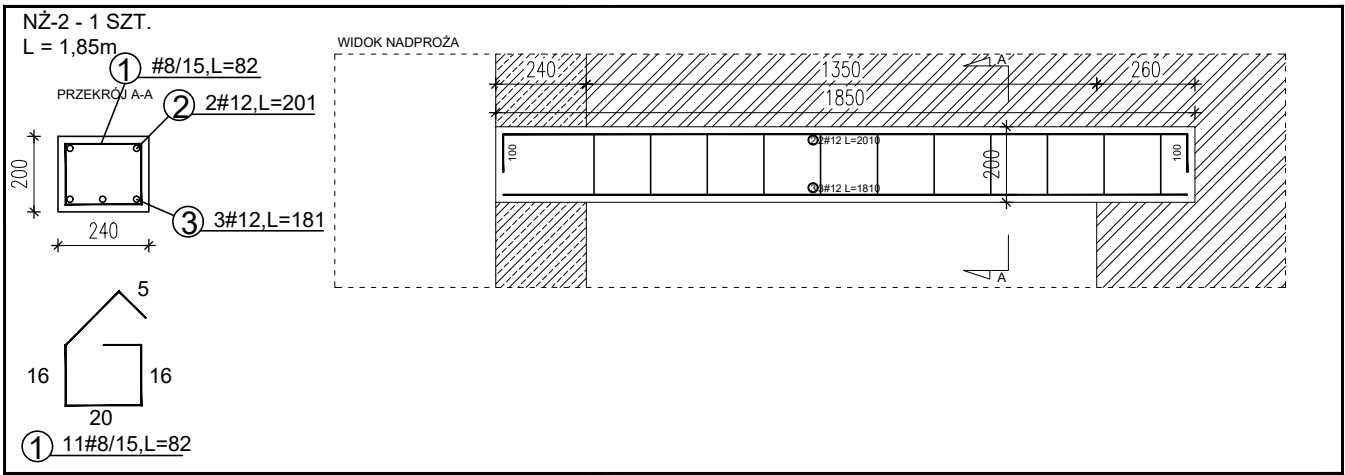 NŻ-2 - 1 SZT.
L = 1,85m
1 #8/15,L=82
PRZEKRÓJ A-A
2 2#12,L=201
200
3 3#12,L=181
240
5
16
16
20
1 11#8/15,L=82
WIDOK NADPROŻA
240
1350
260
A
1850
100
2#12 L=2010
200
100
3#12 L=1810
A